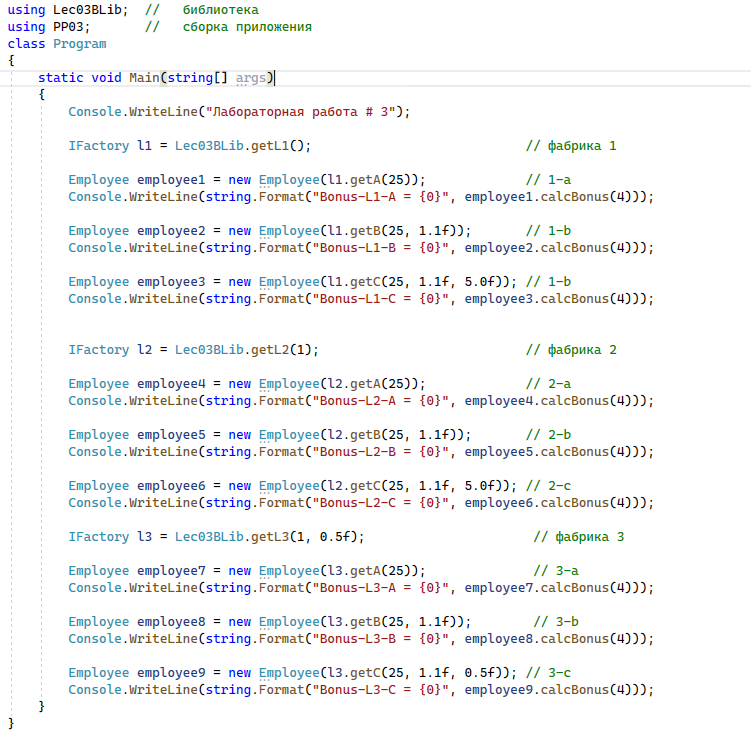 using Lec03BLib;  //   библиотека
using PP03;       //   сборка приложения
class Program
{
    static void Main(string[] args)
    {
        Console.WriteLine("Лабораторная работа # 3");
        IFactory l1 = Lec03BLib.getL1();                            // фабрика 1
        Employee employee1 = new Employee(l1.getA(25));             // 1-a
        Console.WriteLine(string.Format("Bonus-L1-A = {0}", employee1.calcBonus(4)));
        Employee employee2 = new Employee(l1.getB(25, 1.1f));       // 1-b
        Console.WriteLine(string.Format("Bonus-L1-B = {0}", employee2.calcBonus(4)));
        Employee employee3 = new Employee(l1.getC(25, 1.1f, 5.0f)); // 1-b
        Console.WriteLine(string.Format("Bonus-L1-C = {0}", employee3.calcBonus(4)));
        IFactory l2 = Lec03BLib.getL2(1);                           // фабрика 2
        Employee employee4 = new Employee(l2.getA(25));             // 2-a
        Console.WriteLine(string.Format("Bonus-L2-A = {0}", employee4.calcBonus(4)));
        Employee employee5 = new Employee(l2.getB(25, 1.1f));       // 2-b
        Console.WriteLine(string.Format("Bonus-L2-B = {0}", employee5.calcBonus(4)));
        Employee employee6 = new Employee(l2.getC(25, 1.1f, 5.0f)); // 2-c
        Console.WriteLine(string.Format("Bonus-L2-C = {0}", employee6.calcBonus(4)));
        IFactory l3 = Lec03BLib.getL3(1, 0.5f);                      // фабрика 3
        Employee employee7 = new Employee(l3.getA(25));              // 3-a
        Console.WriteLine(string.Format("Bonus-L3-A = {0}", employee7.calcBonus(4)));
        Employee employee8 = new Employee(l3.getB(25, 1.1f));        // 3-b
        Console.WriteLine(string.Format("Bonus-L3-B = {0}", employee8.calcBonus(4)));
        Employee employee9 = new Employee(l3.getC(25, 1.1f, 0.5f)); // 3-c
        Console.WriteLine(string.Format("Bonus-L3-C = {0}", employee9.calcBonus(4)));
    }
}